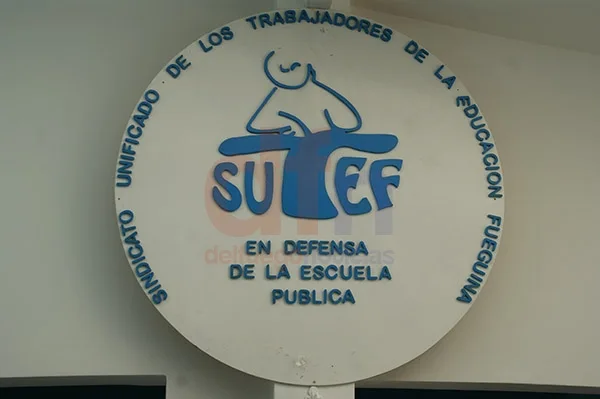 SINDICATO UNIFICADO DE LOS TRABAJADORES DE LA EDUCACION FUEGUINA
SUTEF
EN DEFENSA
DE LA ESCUELA
PUBLICA